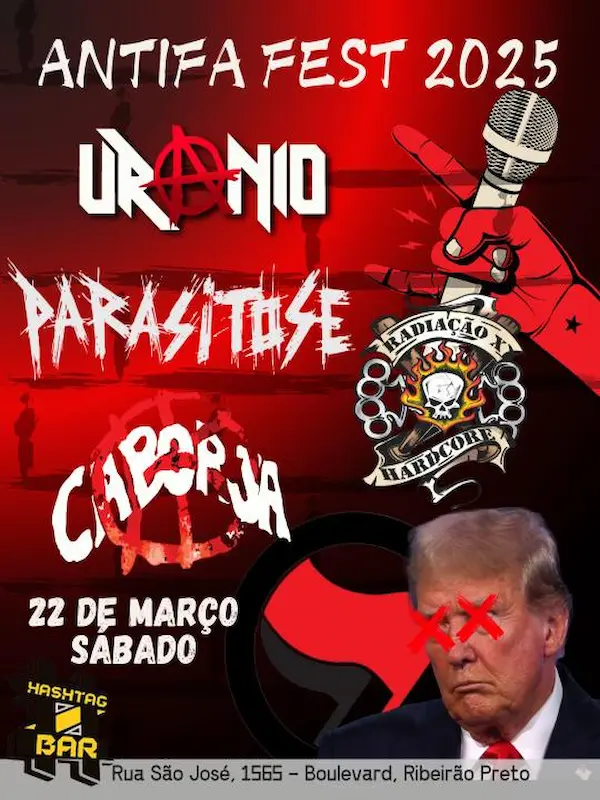 ANTIFA FEST 2025
URANIO
PARASITOSE
RADIAÇÃO X
HARDCORE
CABORJA
22 DE MARÇO
SÁBADO
HASHTAG
BAR
Rua São José, 1565 - Boulevard, Ribeirão Preto